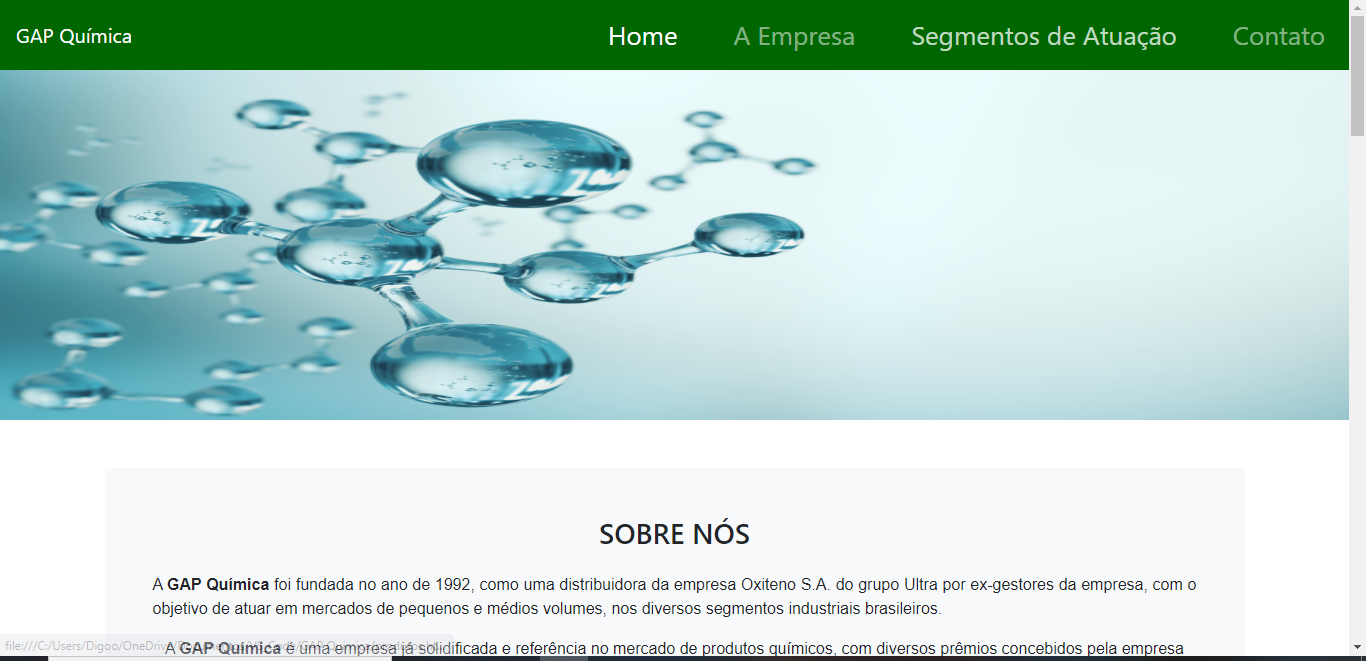 GAP Química Home A Empresa Segmentos de Atuação Contato
SOBRE NÓS
A GAP Química foi fundada no ano de 1992, como uma distribuidora da empresa Oxiteno S.A. do grupo Ultra por ex-gestores da empresa, com o
objetivo de atuar em mercados de pequenos e médios volumes, nos diversos segmentos industriais brasileiros.
A GAP Química é uma empresa já solidificada e referência no mercado de produtos químicos, com diversos prêmios concebidos pela empresa
file:///C:/Users/Digoo/OneDrive/